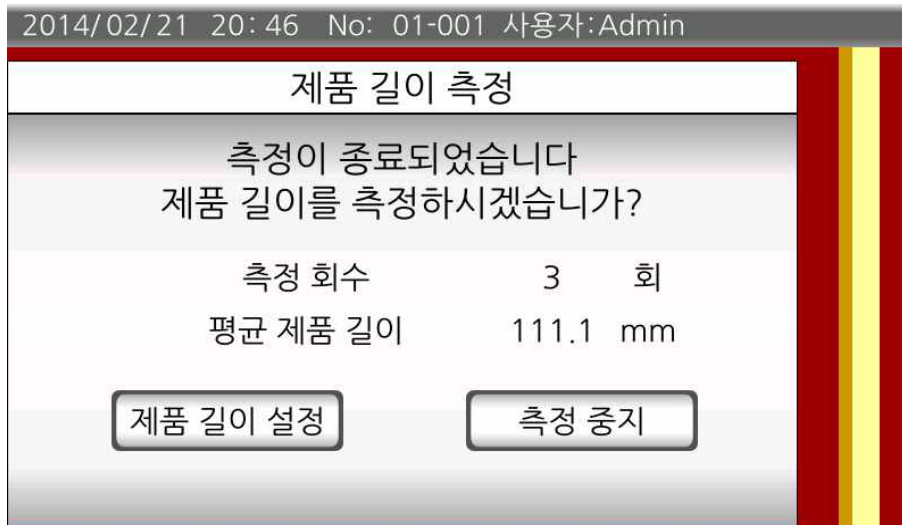 2014/02/21 20:46 No: 01-001 사용자:Admin
제품 길이 측정
측정이 종료되었습니다
제품 길이를 측정하시겠습니가?
측정 회수 3 회
평균 제품 길이 111.1 mm
제품 길이 설정 측정 중지